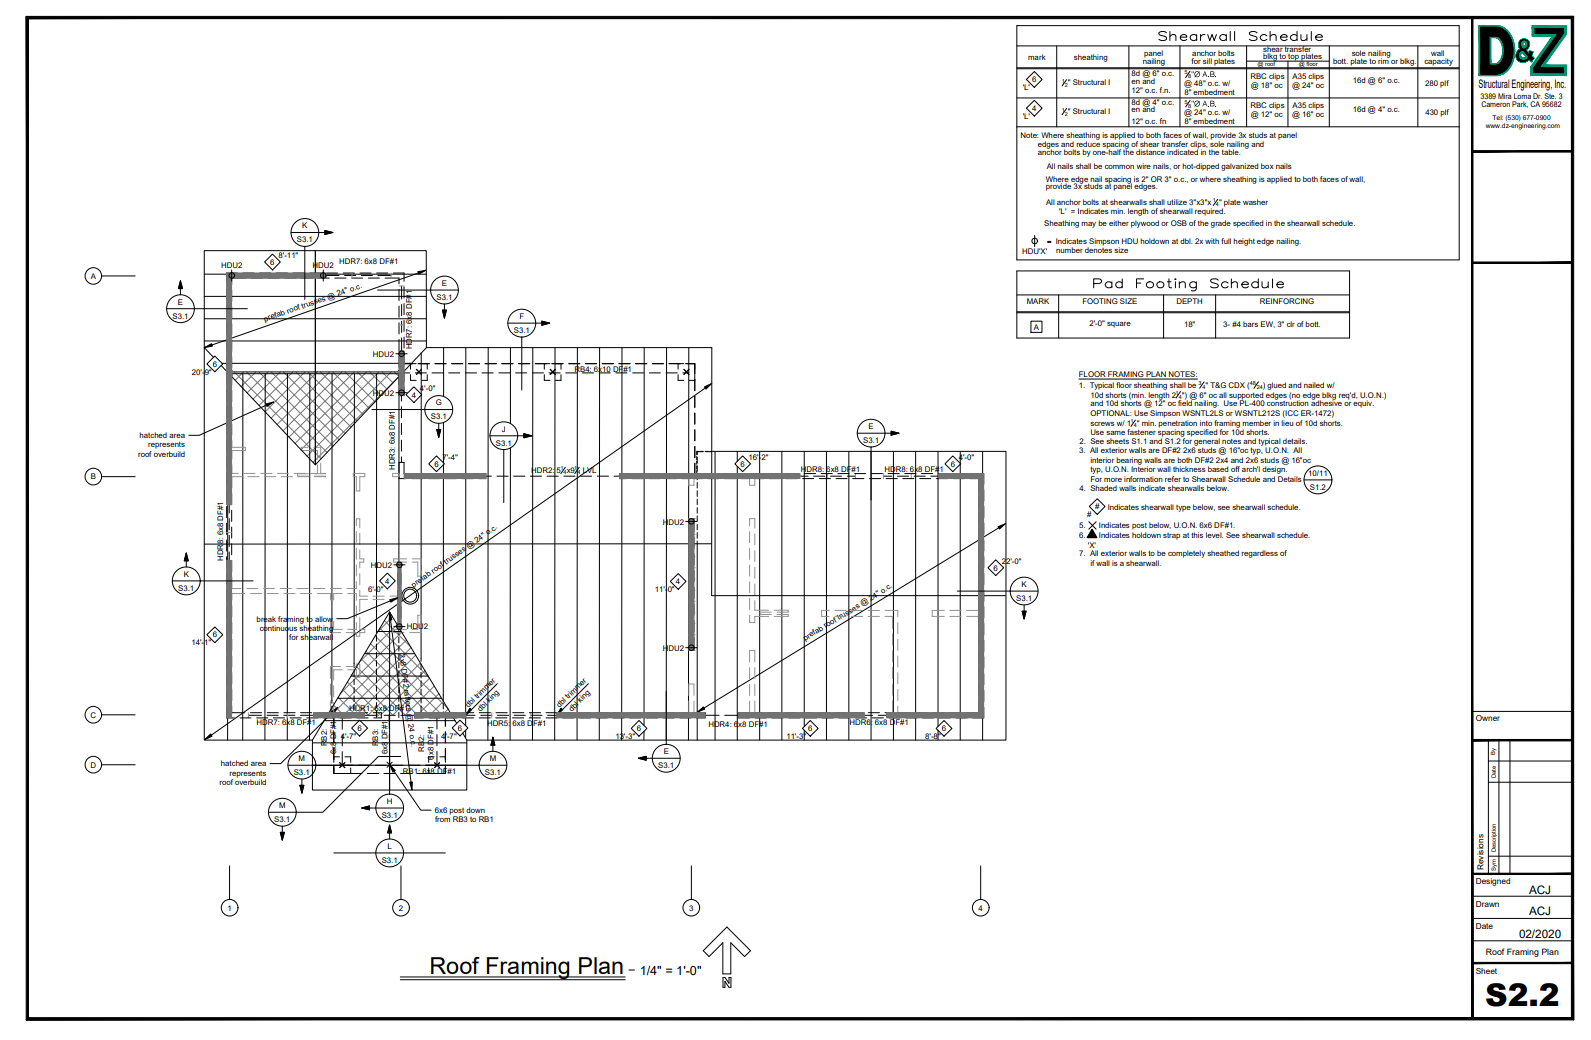 Shearwall Schedule
mark
sheathing
panel
nailing
anchor bolts
for sill plates
shear transfer
blkg to top plates
@ roof
@ floor
sole nailing
bott. plate to rim or blkg.
wall
capacity
6
'L'
½" Structural I
8d @ 6" o.c.
en and
12" o.c. f.n.
⅝"Ø A.B.
@ 48" o.c. w/
8" embedment
RBC clips
@ 18" oc
A35 clips
@ 24" oc
16d @ 6" o.c.
280 plf
4
'L'
½" Structural I
8d @ 4" o.c.
en and
12" o.c. fn
⅝"Ø A.B.
@ 24" o.c. w/
8" embedment
RBC clips
@ 12" oc
A35 clips
@ 16" oc
16d @ 4" o.c.
430 plf
Note: Where sheathing is applied to both faces of wall, provide 3x studs at panel
edges and reduce spacing of shear transfer clips, sole nailing and
anchor bolts by one-half the distance indicated in the table.
All nails shall be common wire nails, or hot-dipped galvanized box nails
Where edge nail spacing is 2" OR 3" o.c., or where sheathing is applied to both faces of wall,
provide 3x studs at panel edges.
All anchor bolts at shearwalls shall utilize 3"x3"x ¼" plate washer
'L' = Indicates min. length of shearwall required.
Sheathing may be either plywood or OSB of the grade specified in the shearwall schedule.
= Indicates Simpson HDU holdown at dbl. 2x with full height edge nailing.
HDU'X' number denotes size
Pad Footing Schedule
MARK
FOOTING SIZE
DEPTH
REINFORCING
A
2'-0" square
18"
3- #4 bars EW, 3" clr of bott.
FLOOR FRAMING PLAN NOTES:
1. Typical floor sheathing shall be ¾" T&G CDX (48/24) glued and nailed w/
10d shorts (min. length 2⅛") @ 6" oc all supported edges (no edge blkg req'd, U.O.N.)
and 10d shorts @ 12" oc field nailing. Use PL-400 construction adhesive or equiv.
OPTIONAL: Use Simpson WSNTL2LS or WSNTL212S (ICC ER-1472)
screws w/ 1¼" min. penetration into framing member in lieu of 10d shorts.
Use same fastener spacing specified for 10d shorts.
2. See sheets S1.1 and S1.2 for general notes and typical details.
3. All exterior walls are DF#2 2x6 studs @ 16"oc typ, U.O.N. All
interior bearing walls are both DF#2 2x4 and 2x6 studs @ 16"oc
typ, U.O.N. Interior wall thickness based off arch'l design.
For more information refer to Shearwall Schedule and Details
10/11
S1.2
4. Shaded walls indicate shearwalls below.
#
# Indicates shearwall type below, see shearwall schedule.
5. Indicates post below, U.O.N. 6x6 DF#1.
6. Indicates holdown strap at this level. See shearwall schedule.
'X'
7. All exterior walls to be completely sheathed regardless of
if wall is a shearwall.
K
S3.1
8'-11"
6
HDU2
HDU2
HDR7: 6x8 DF#1
A
E
S3.1
prefab roof trusses @ 24" o.c.
HDR7: 6x8 DF#1
E
S3.1
F
S3.1
HDU2
6
20'-9"
RB4: 6x10 DF#1
HDU2
4'-0"
4
G
S3.1
hatched area
represents
roof overbuild
HDR3: 6x8 DF#1
J
S3.1
E
S3.1
7'-4"
6
16'-2"
6
4'-0"
6
B
HDR2: 5¼x9½ LVL
HDR8: 6x8 DF#1
HDR8: 6x8 DF#1
HDR8: 6x8 DF#1
HDU2
prefab roof trusses @ 24" o.c.
HDU2
22'-0"
6
K
S3.1
4
6'-0"
4
11'-0"
K
S3.1
prefab roof trusses @ 24" o.c.
break framing to allow
continuous sheathing
for shearwall
HDU2
6
14'-1"
HDU2
dbl trimmer
dbl king
dbl trimmer
dbl king
C
HDR7: 6x8 DF#1
HDR1: 6x8 DF#1
HDR5: 6x8 DF#1
HDR4: 6x8 DF#1
HDR6: 6x8 DF#1
6
4'-7"
6
4'-7"
6
13'-3"
6
11'-3"
6
8'-8"
RB2:
6x8 DF#1
RB3:
6x8 DF#1
24" o.c.
RB2:
6x8 DF#1
D
hatched area
represents
roof overbuild
M
S3.1
RB1: 6x8 DF#1
M
S3.1
E
S3.1
M
S3.1
H
S3.1
6x6 post down
from RB3 to RB1
L
S3.1
1
2
3
4
Roof Framing Plan - 1/4" = 1'-0"
N
D&Z
Structural Engineering, Inc.
3389 Mira Loma Dr. Ste. 3
Cameron Park, CA 95682
Tel: (530) 677-0900
www.dz-engineering.com
Owner
Revisions
Sym
Description
Date
By
Designed
ACJ
Drawn
ACJ
Date
02/2020
Roof Framing Plan
Sheet
S2.2